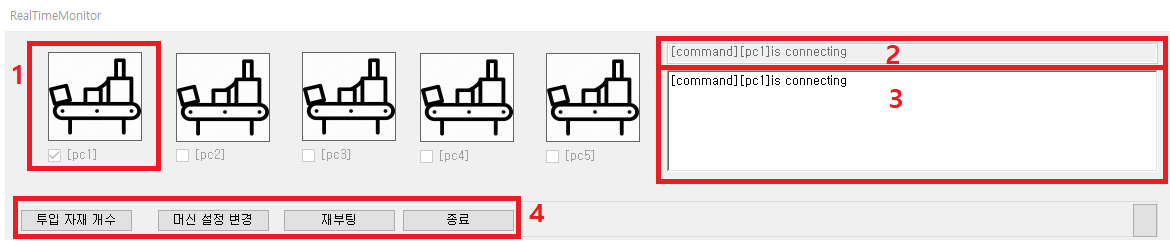 RealTimeMonitor
1
[pc1]
[pc2]
[pc3]
[pc4]
[pc5]
[command][pc1]is connecting
2
[command][pc1]is connecting
3
투입 자재 개수
머신 설정 변경
재부팅
종료
4